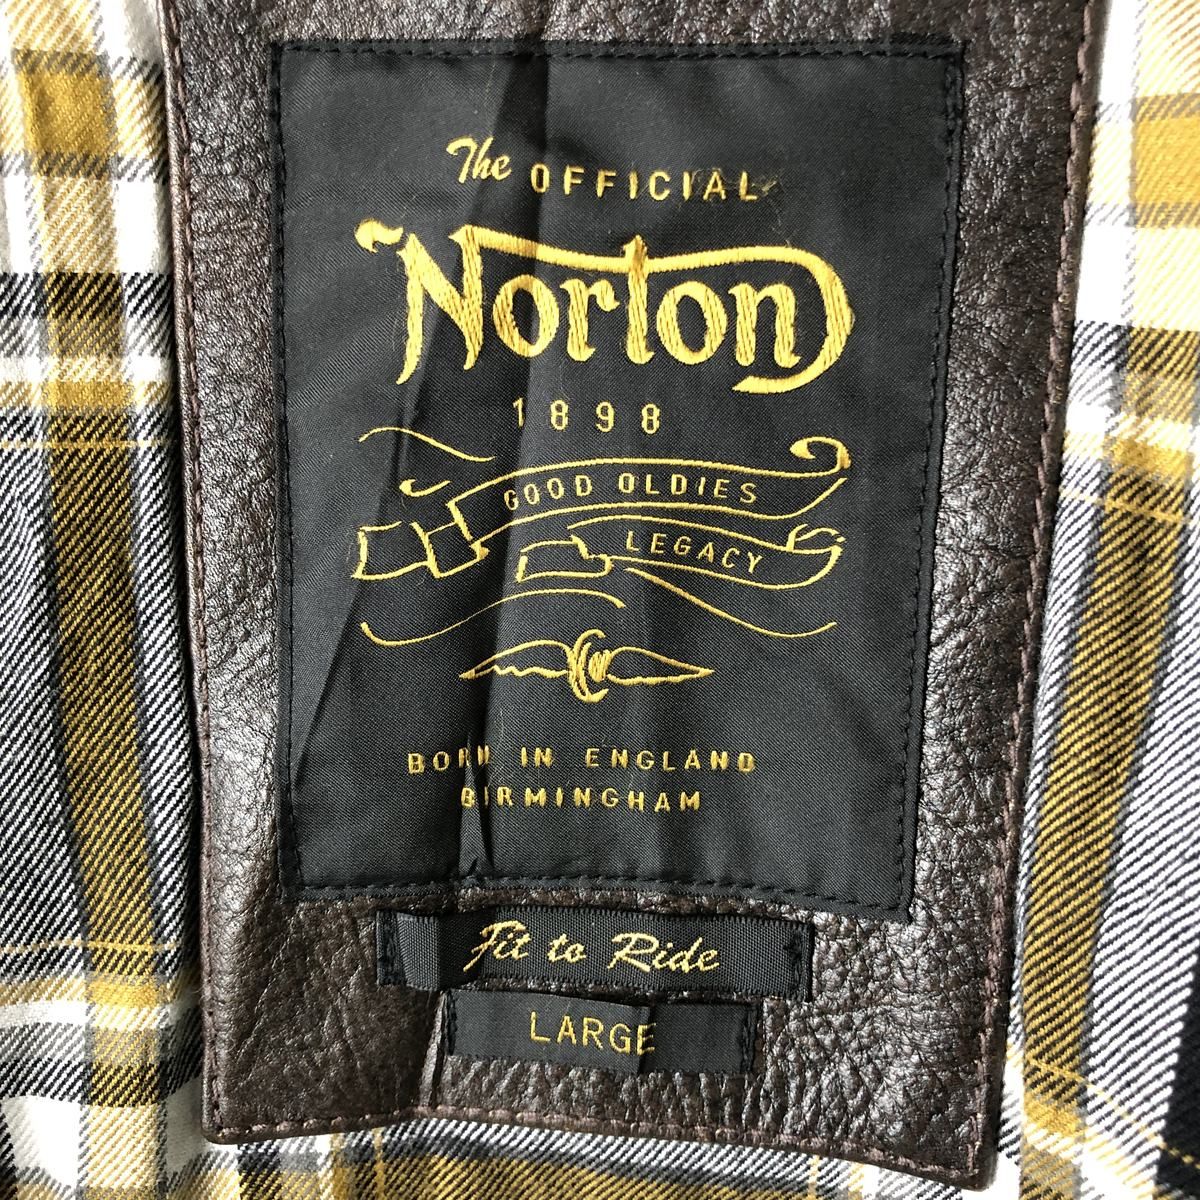 The OFFICIAL
Norton
1898
GOOD OLDIES
LEGACY
BORN IN ENGLAND
BIRMINGHAM
Fit to Ride
LARGE